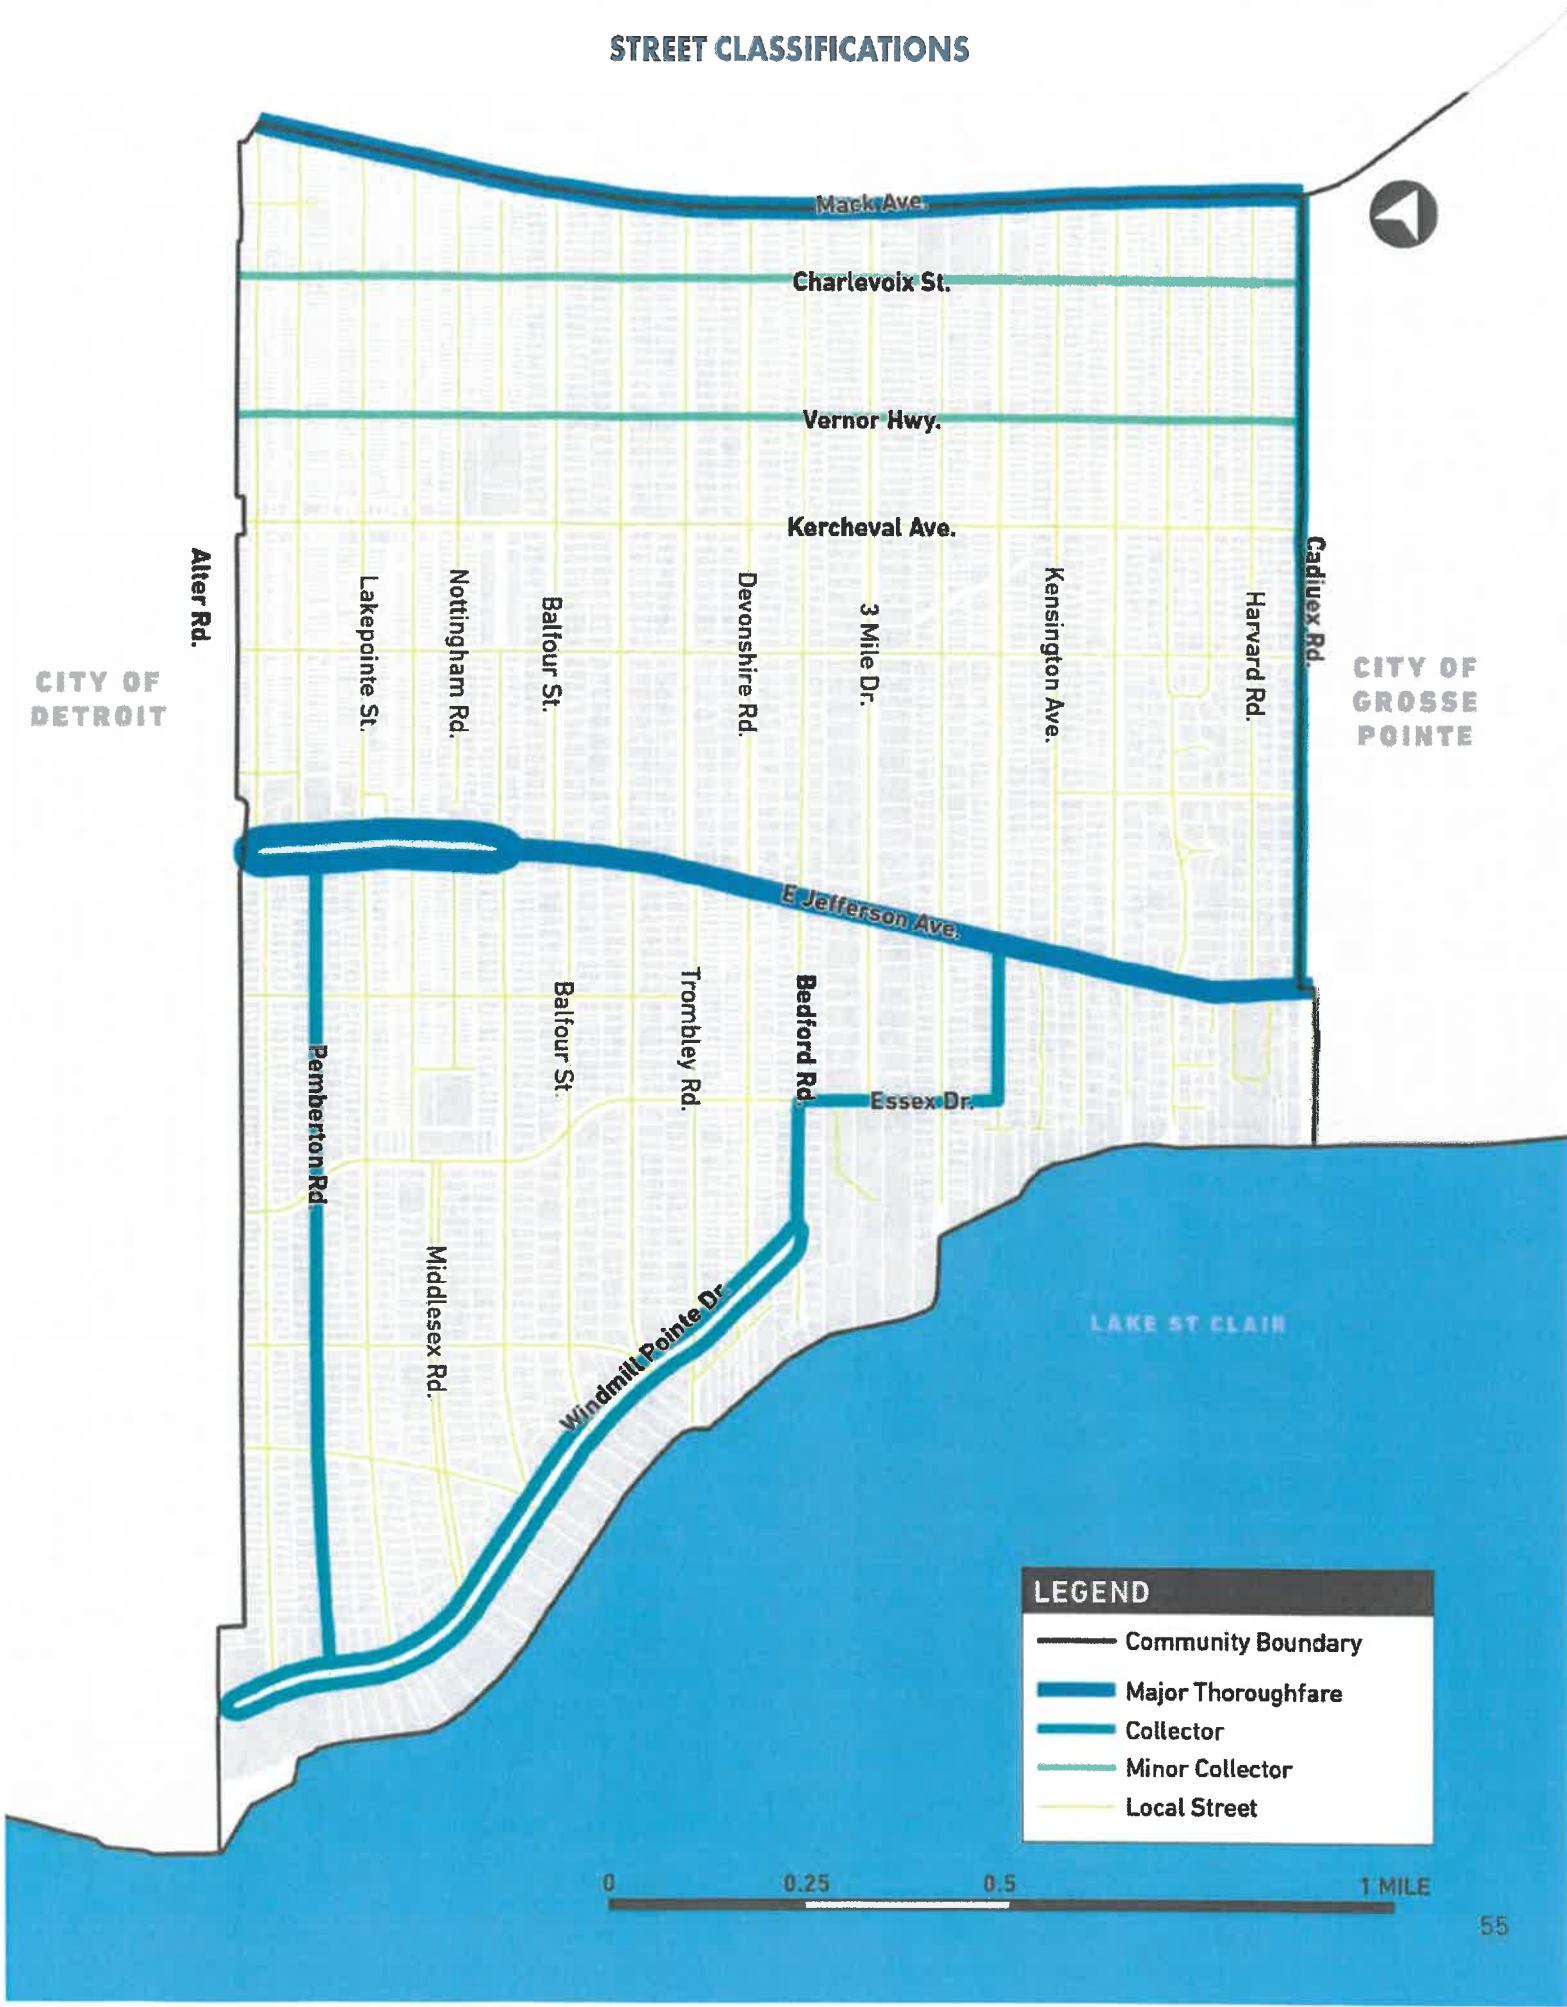 STREET CLASSIFICATIONS
Mack Ave.
Charlevoix St.
Vernor Hwy.
Kercheval Ave.
Alter Rd.
Lakepointe St.
Nottingham Rd.
Balfour St.
Devonshire Rd.
3 Mile Dr.
Kensington Ave.
Harvard Rd.
Cadiuex Rd.
CITY OF
DETROIT
CITY OF
GROSSE
POINTE
E Jefferson Ave.
Pemberton Rd.
Balfour St.
Trombley Rd.
Bedford Rd.
Essex Dr.
Middlesex Rd.
Windmill Pointe Dr.
LAKE ST CLAIR
LEGEND
Community Boundary
Major Thoroughfare
Collector
Minor Collector
Local Street
0 0.25 0.5 1 MILE
55